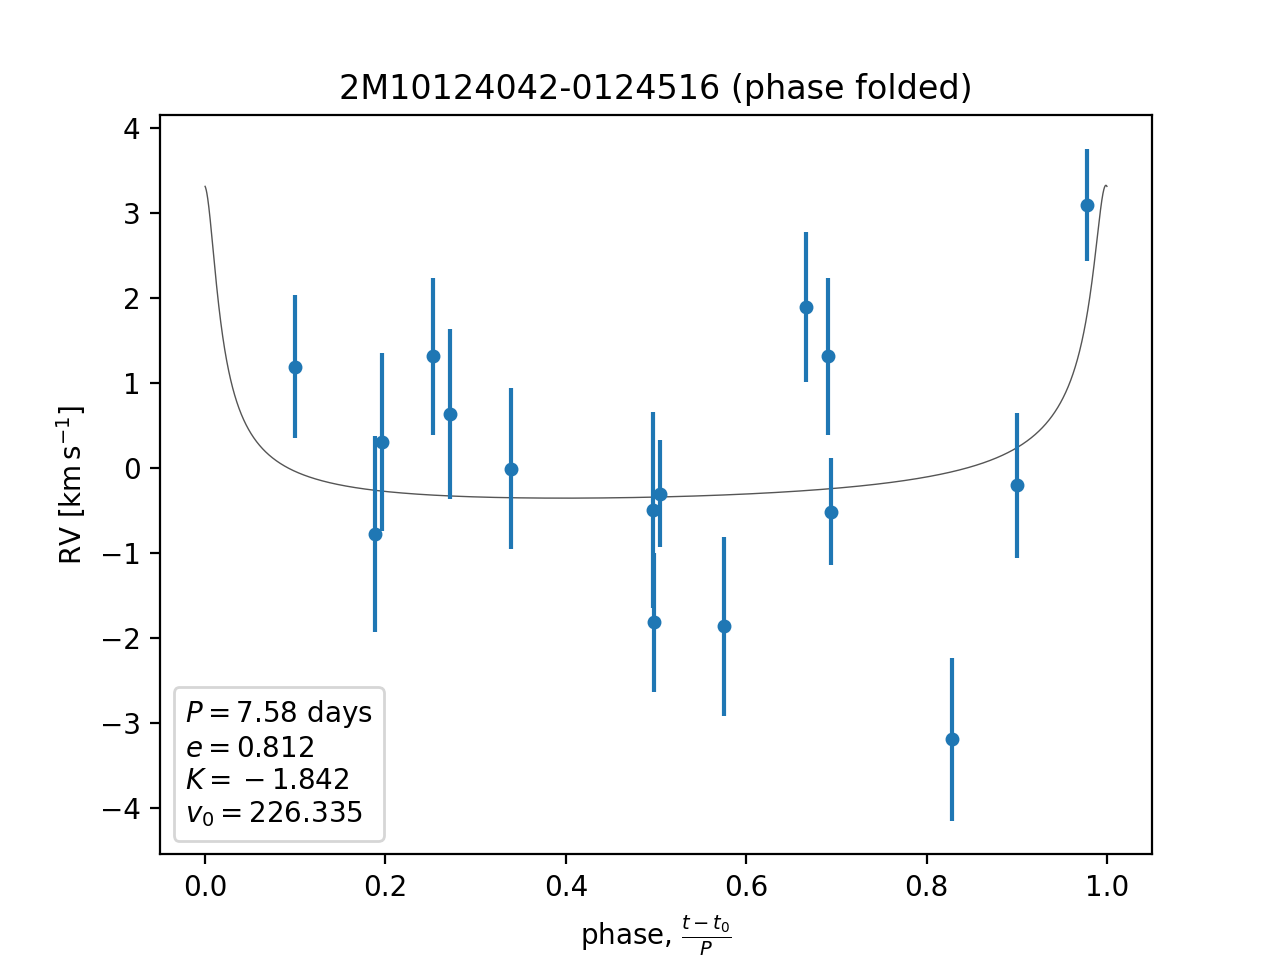 2M10124042-0124516 (phase folded)
4
3
2
1
0
−1
−2
−3
−4
RV [km s⁻¹]
P = 7.58 days
e = 0.812
K = −1.842
v₀ = 226.335
0.0 0.2 0.4 0.6 0.8 1.0
phase, (t − t₀)/P